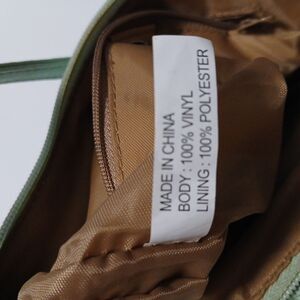 MADE IN CHINA
BODY : 100% VINYL
LINING : 100% POLYESTER